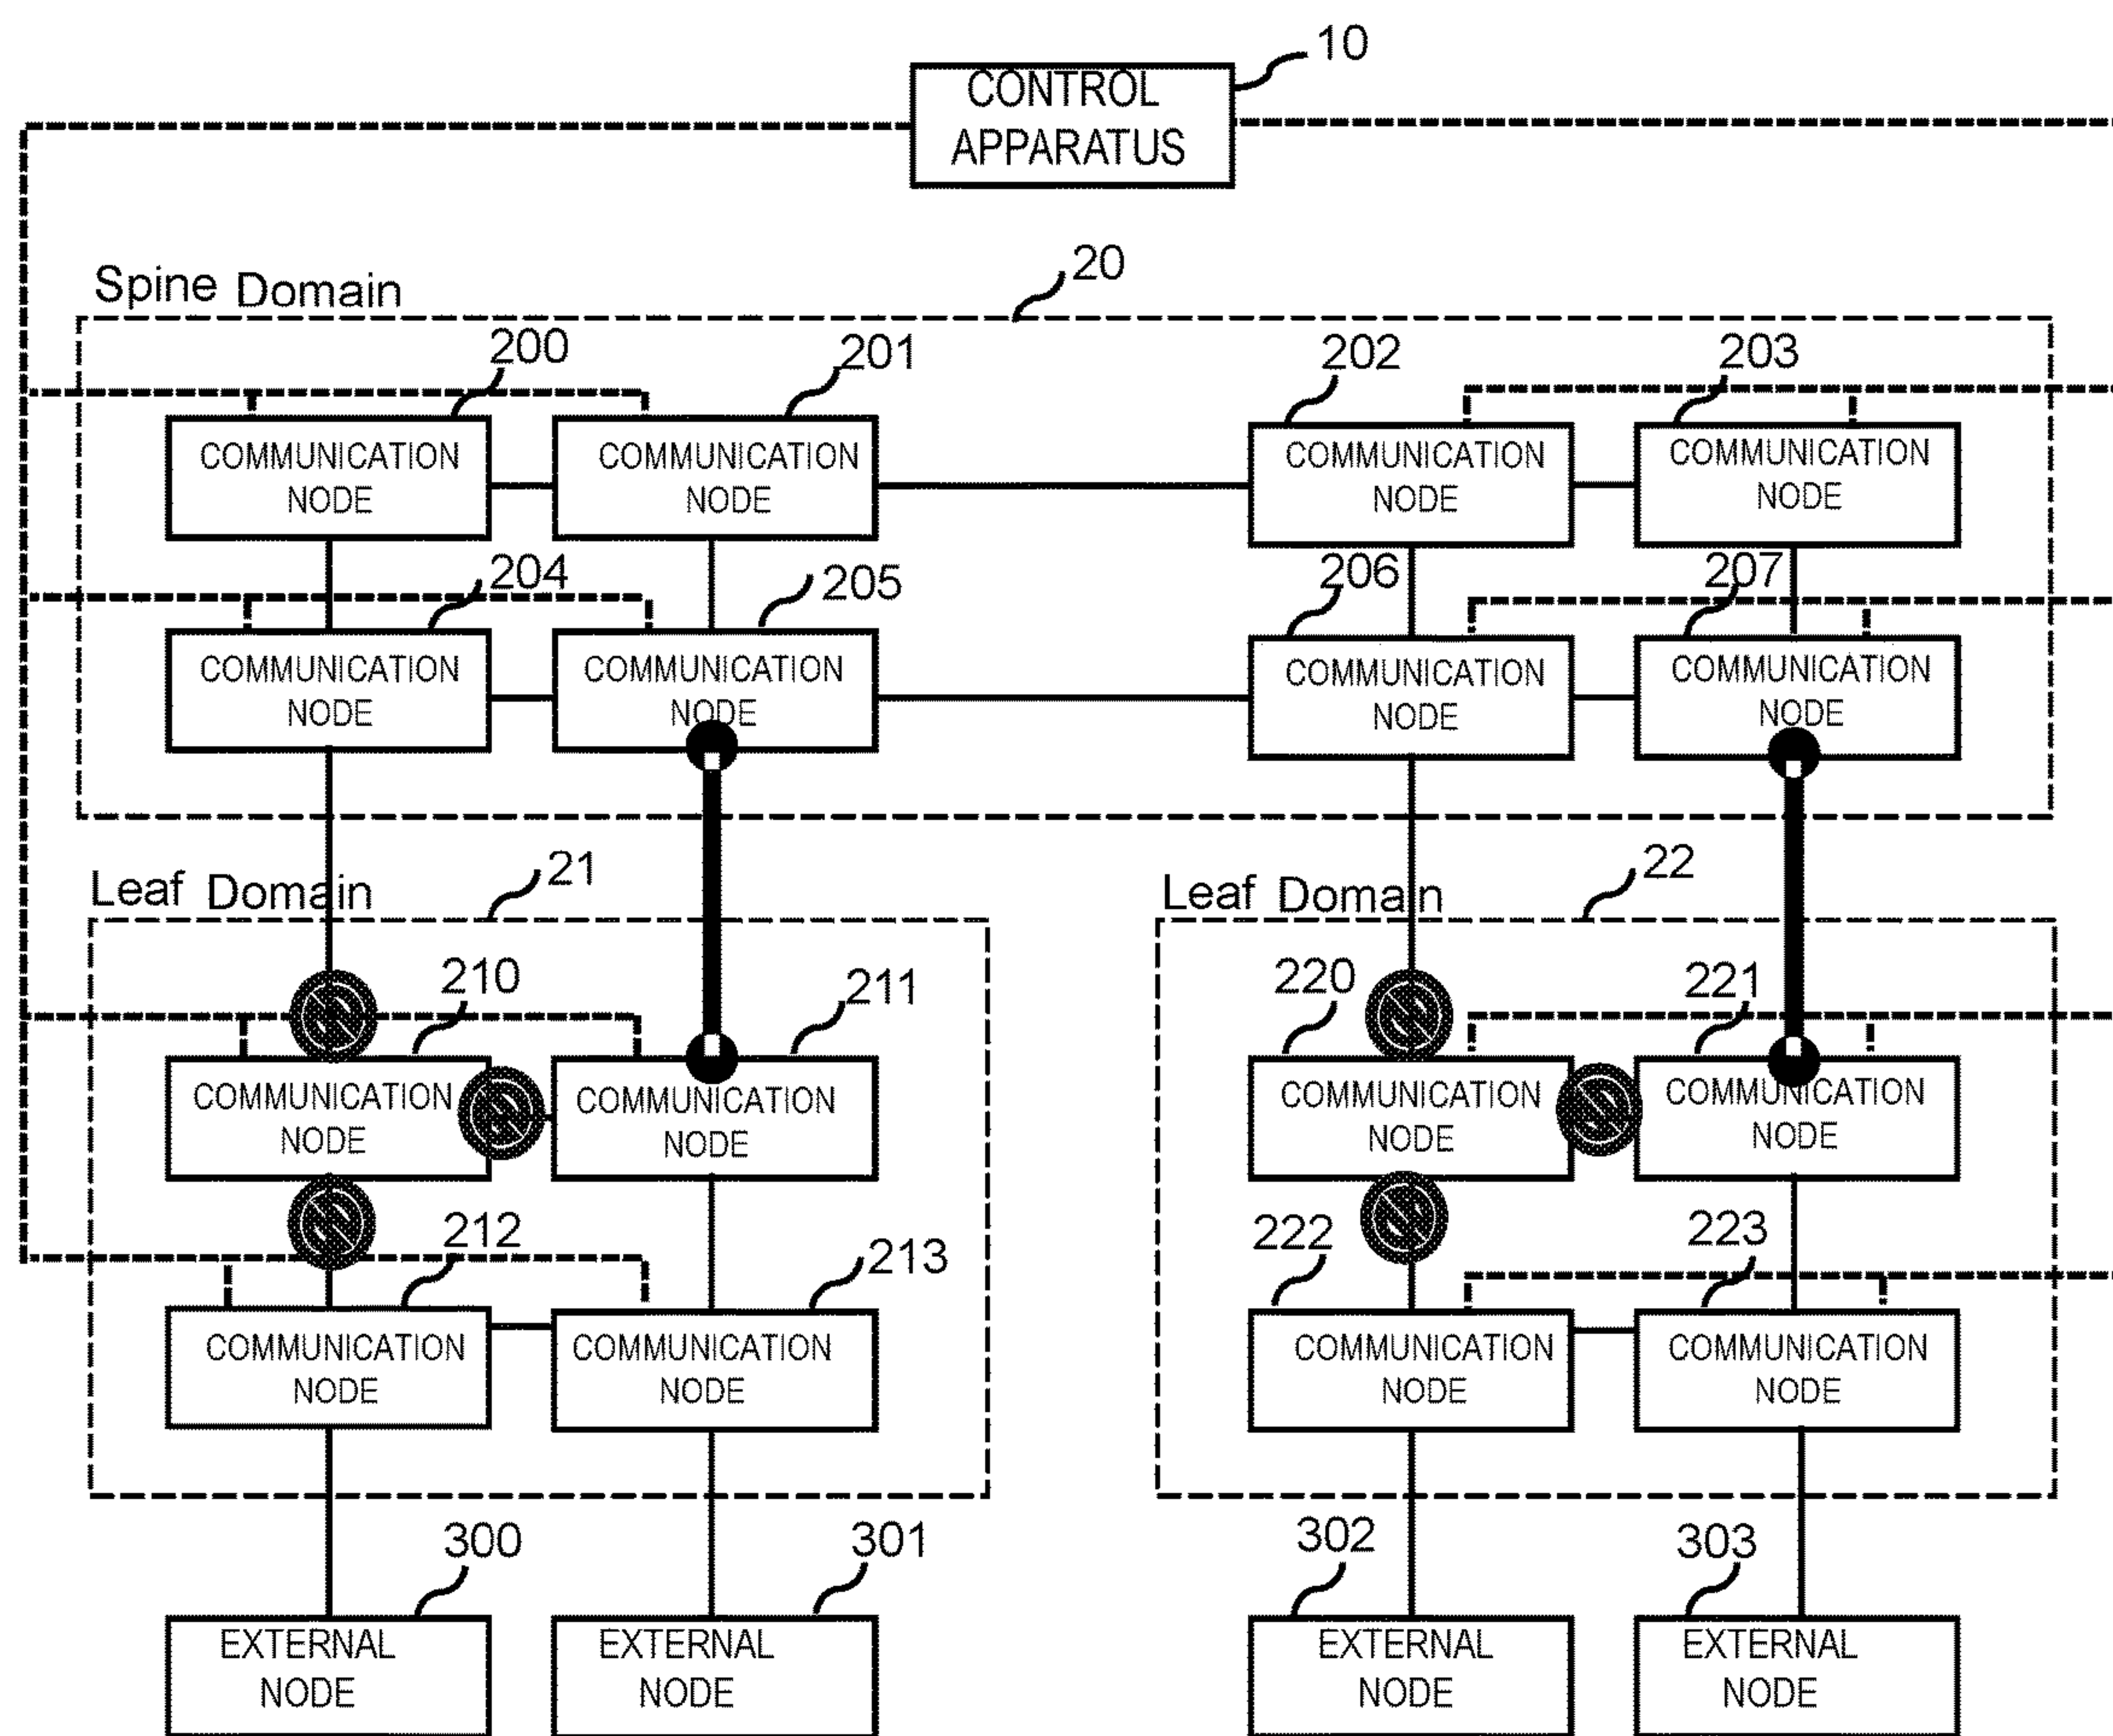 10
CONTROL
APPARATUS
20
Spine Domain
200
201
202
203
COMMUNICATION
NODE
COMMUNICATION
NODE
COMMUNICATION
NODE
COMMUNICATION
NODE
204
205
206
207
COMMUNICATION
NODE
COMMUNICATION
NODE
COMMUNICATION
NODE
COMMUNICATION
NODE
Leaf Domain
21
Leaf Domain
22
210
211
220
221
COMMUNICATION
NODE
COMMUNICATION
NODE
COMMUNICATION
NODE
COMMUNICATION
NODE
212
213
222
223
COMMUNICATION
NODE
COMMUNICATION
NODE
COMMUNICATION
NODE
COMMUNICATION
NODE
300
301
302
303
EXTERNAL
NODE
EXTERNAL
NODE
EXTERNAL
NODE
EXTERNAL
NODE